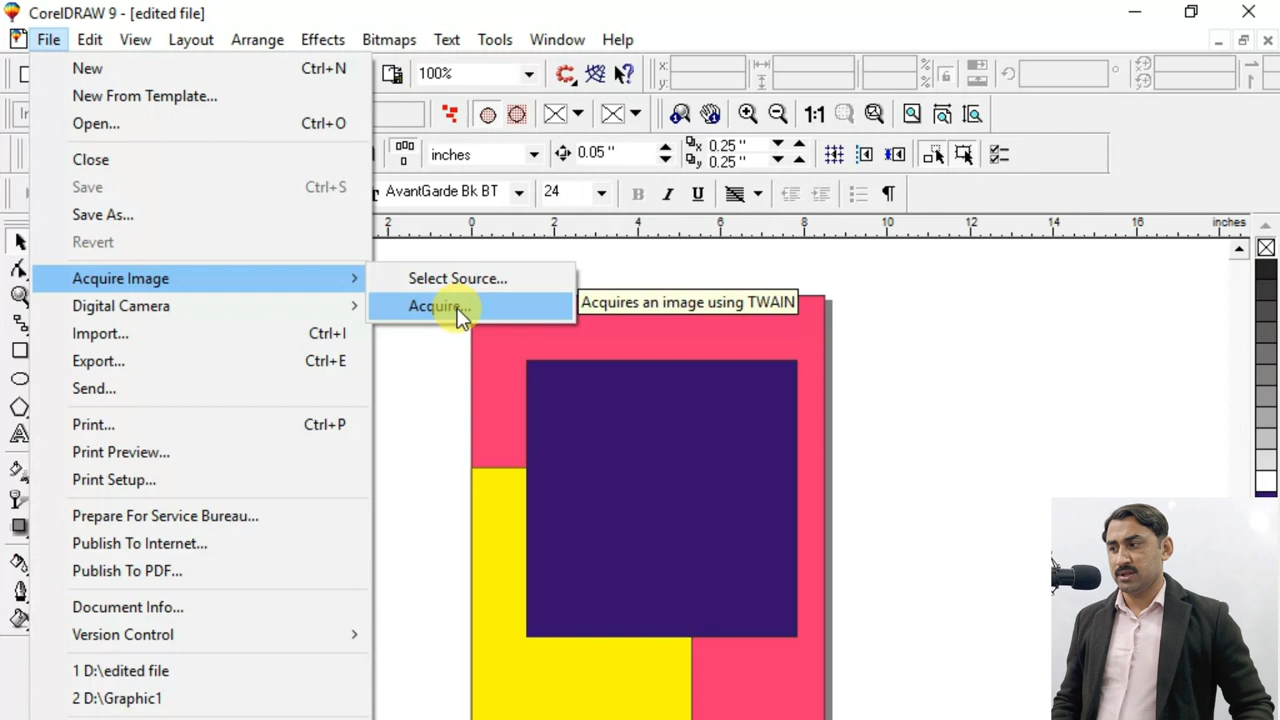 CorelDRAW 9 - [edited file]
File Edit View Layout Arrange Effects Bitmaps Text Tools Window Help
New Ctrl+N
New From Template...
Open... Ctrl+O
Close
Save Ctrl+S
Save As...
Revert
Acquire Image
Digital Camera
Import... Ctrl+I
Export... Ctrl+E
Send...
Print... Ctrl+P
Print Preview...
Print Setup...
Prepare For Service Bureau...
Publish To Internet...
Publish To PDF...
Document Info...
Version Control
1 D:\edited file
2 D:\Graphic1
Select Source...
Acquire...
Acquires an image using TWAIN
100%
x:
y:
%
%
1:1
inches
0.05 "
x 0.25 "
y 0.25 "
AvantGarde Bk BT 24 B I U
2 0 2 4 6 8 10 12 14 16 inches